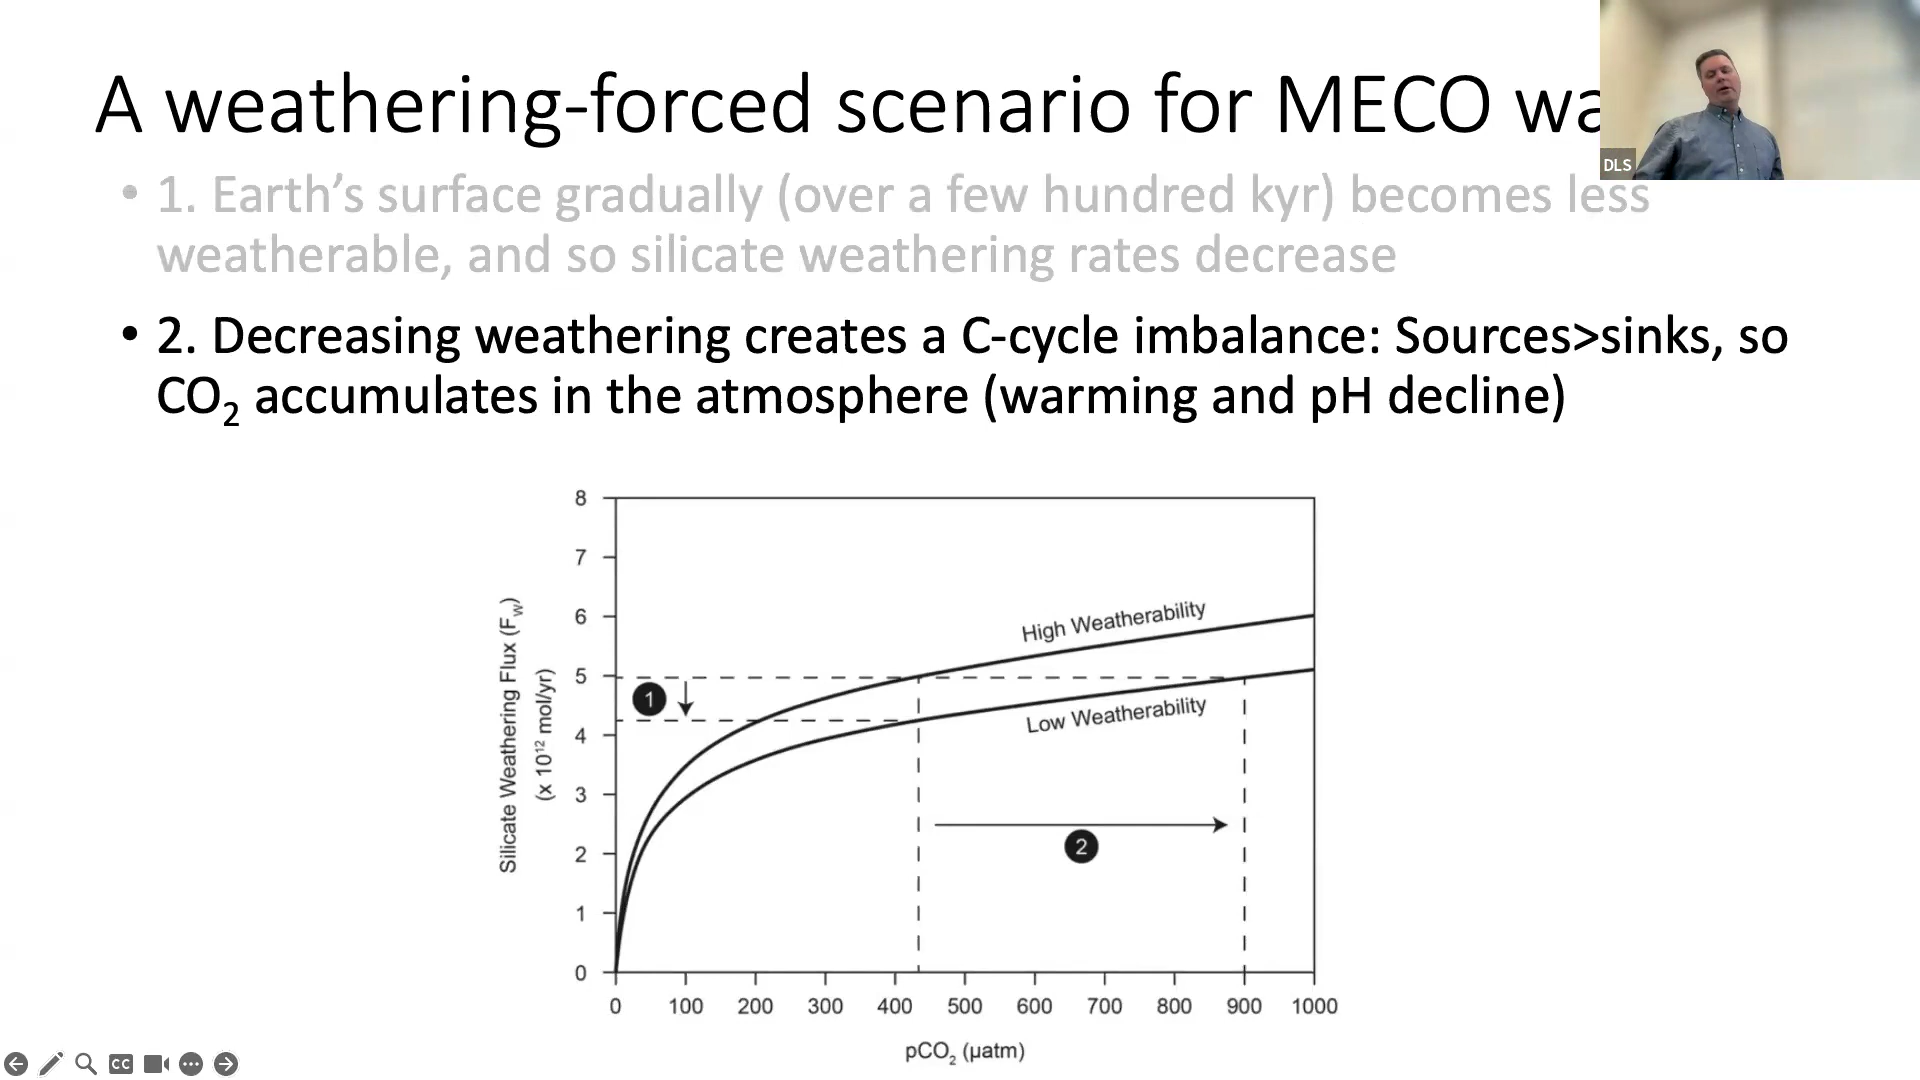 A weathering-forced scenario for MECO wa
DLS
• 1. Earth’s surface gradually (over a few hundred kyr) becomes less
weatherable, and so silicate weathering rates decrease
• 2. Decreasing weathering creates a C-cycle imbalance: Sources>sinks, so
CO₂ accumulates in the atmosphere (warming and pH decline)
Silicate Weathering Flux (F_W)
(x 10¹² mol/yr)
8
7
6
5
4
3
2
1
0
High Weatherability
Low Weatherability
1
2
0 100 200 300 400 500 600 700 800 900 1000
pCO₂ (µatm)
CC